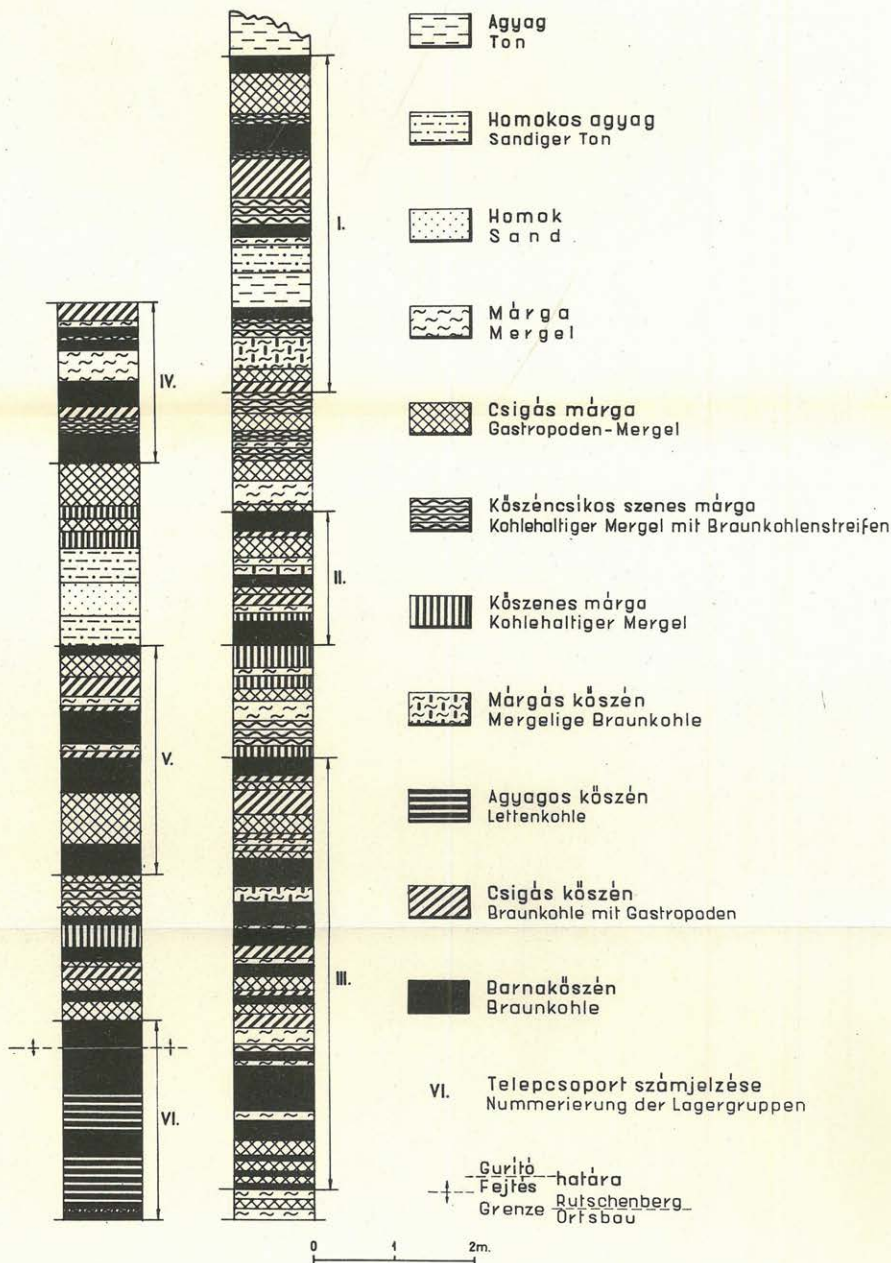 Agyag
Ton
Homokos agyag
Sandiger Ton
Homok
Sand
Márga
Mergel
Csigás márga
Gastropoden-Mergel
Kőszéncsikos szenes márga
Kohlehaltiger Mergel mit Braunkohlenstreifen
Kőszenes márga
Kohlehaltiger Mergel
Márgás kőszén
Mergelige Braunkohle
Agyagos kőszén
Lettenkohle
Csigás kőszén
Braunkohle mit Gastropoden
Barnakőszén
Braunkohle
VI. Telepcsoport számjelzése
Nummerierung der Lagergruppen
Gurító
Fejtés határa
Grenze Rutschenberg
Ortsbau
I.
II.
III.
IV.
V.
VI.
0 1 2m.